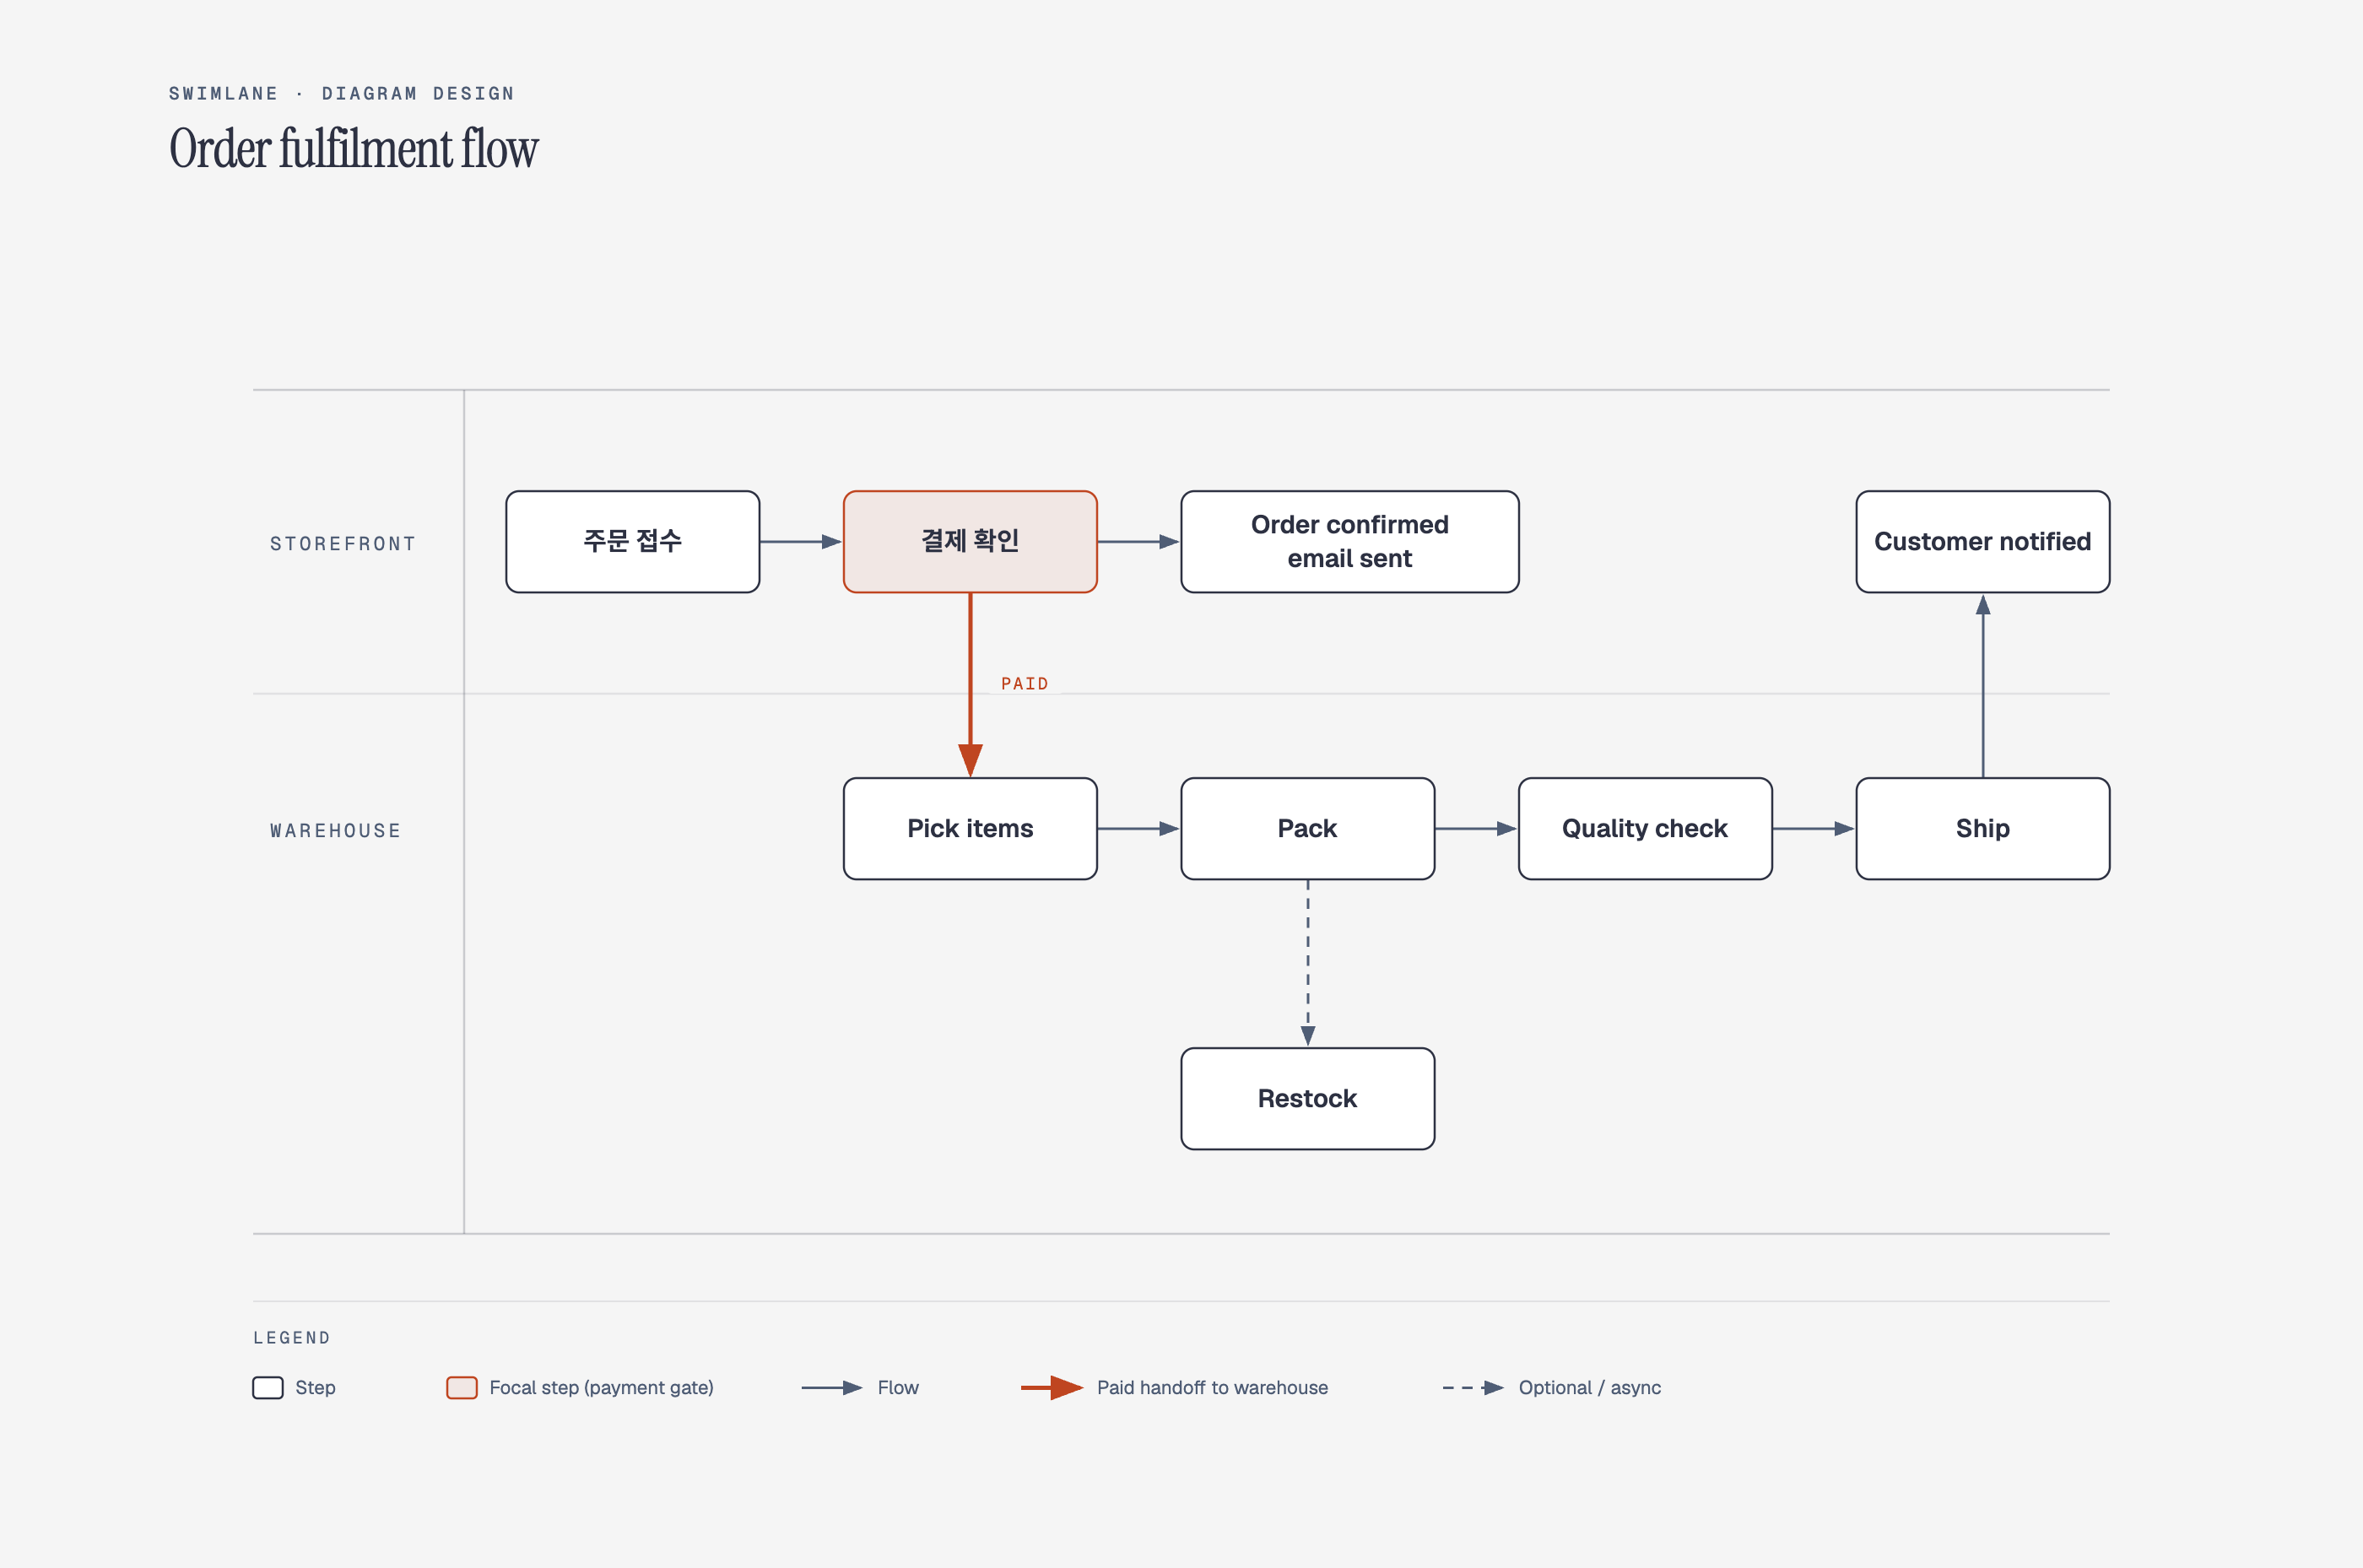 SWIMLANE · DIAGRAM DESIGN
Order fulfilment flow
STOREFRONT
주문 접수
결제 확인
Order confirmed
email sent
Customer notified
PAID
WAREHOUSE
Pick items
Pack
Quality check
Ship
Restock
LEGEND
Step
Focal step (payment gate)
Flow
Paid handoff to warehouse
Optional / async